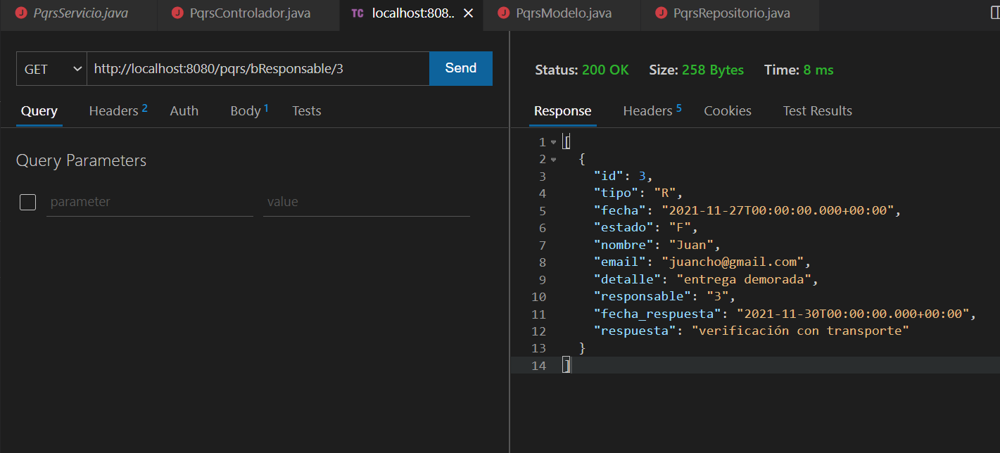 PqrsServicio.java PqrsControlador.java TC localhost:808.. PqrsModelo.java PqrsRepositorio.java
GET http://localhost:8080/pqrs/bResponsable/3 Send
Query Headers 2 Auth Body 1 Tests
Query Parameters
parameter value
Status: 200 OK Size: 258 Bytes Time: 8 ms
Response Headers 5 Cookies Test Results
1 [
2 {
3 "id": 3,
4 "tipo": "R",
5 "fecha": "2021-11-27T00:00:00.000+00:00",
6 "estado": "F",
7 "nombre": "Juan",
8 "email": "juancho@gmail.com",
9 "detalle": "entrega demorada",
10 "responsable": "3",
11 "fecha_respuesta": "2021-11-30T00:00:00.000+00:00",
12 "respuesta": "verificación con transporte"
13 }
14 ]